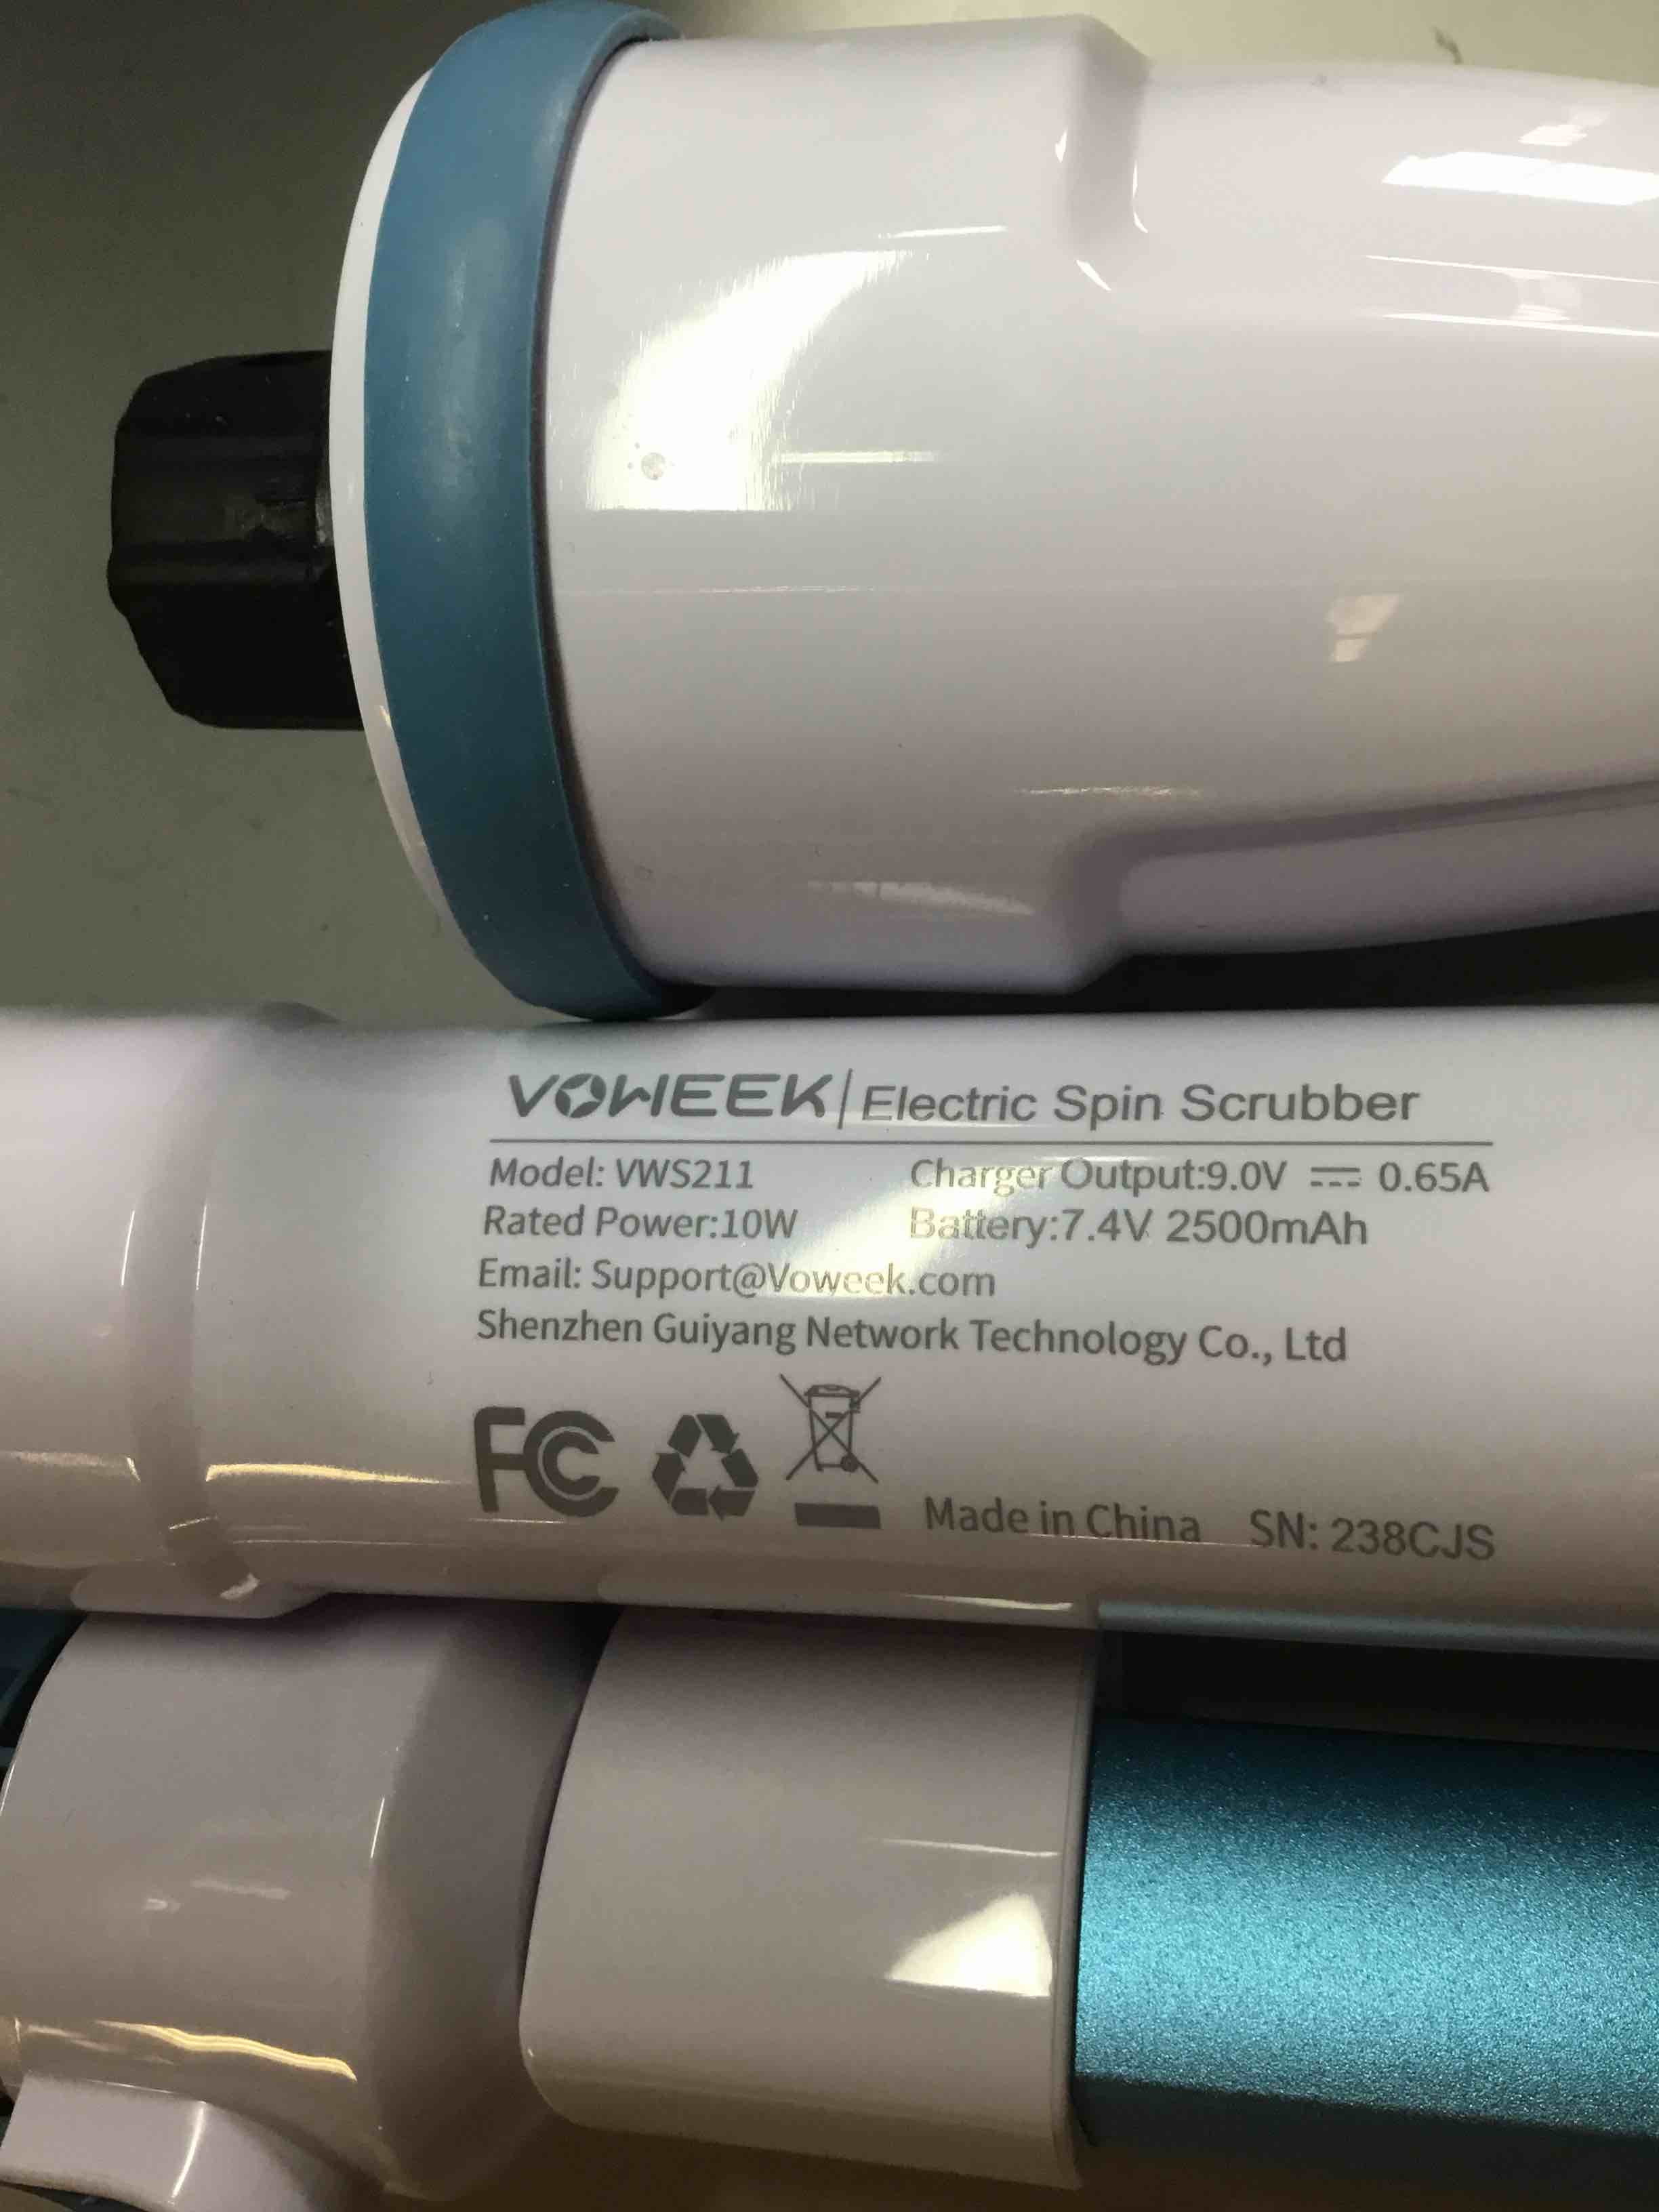 VOWEEK | Electric Spin Scrubber
Model: VWS211 Charger Output:9.0V ⎓ 0.65A
Rated Power:10W Battery:7.4V 2500mAh
Email: Support@Voweek.com
Shenzhen Guiyang Network Technology Co., Ltd
FC Made in China SN: 238CJS